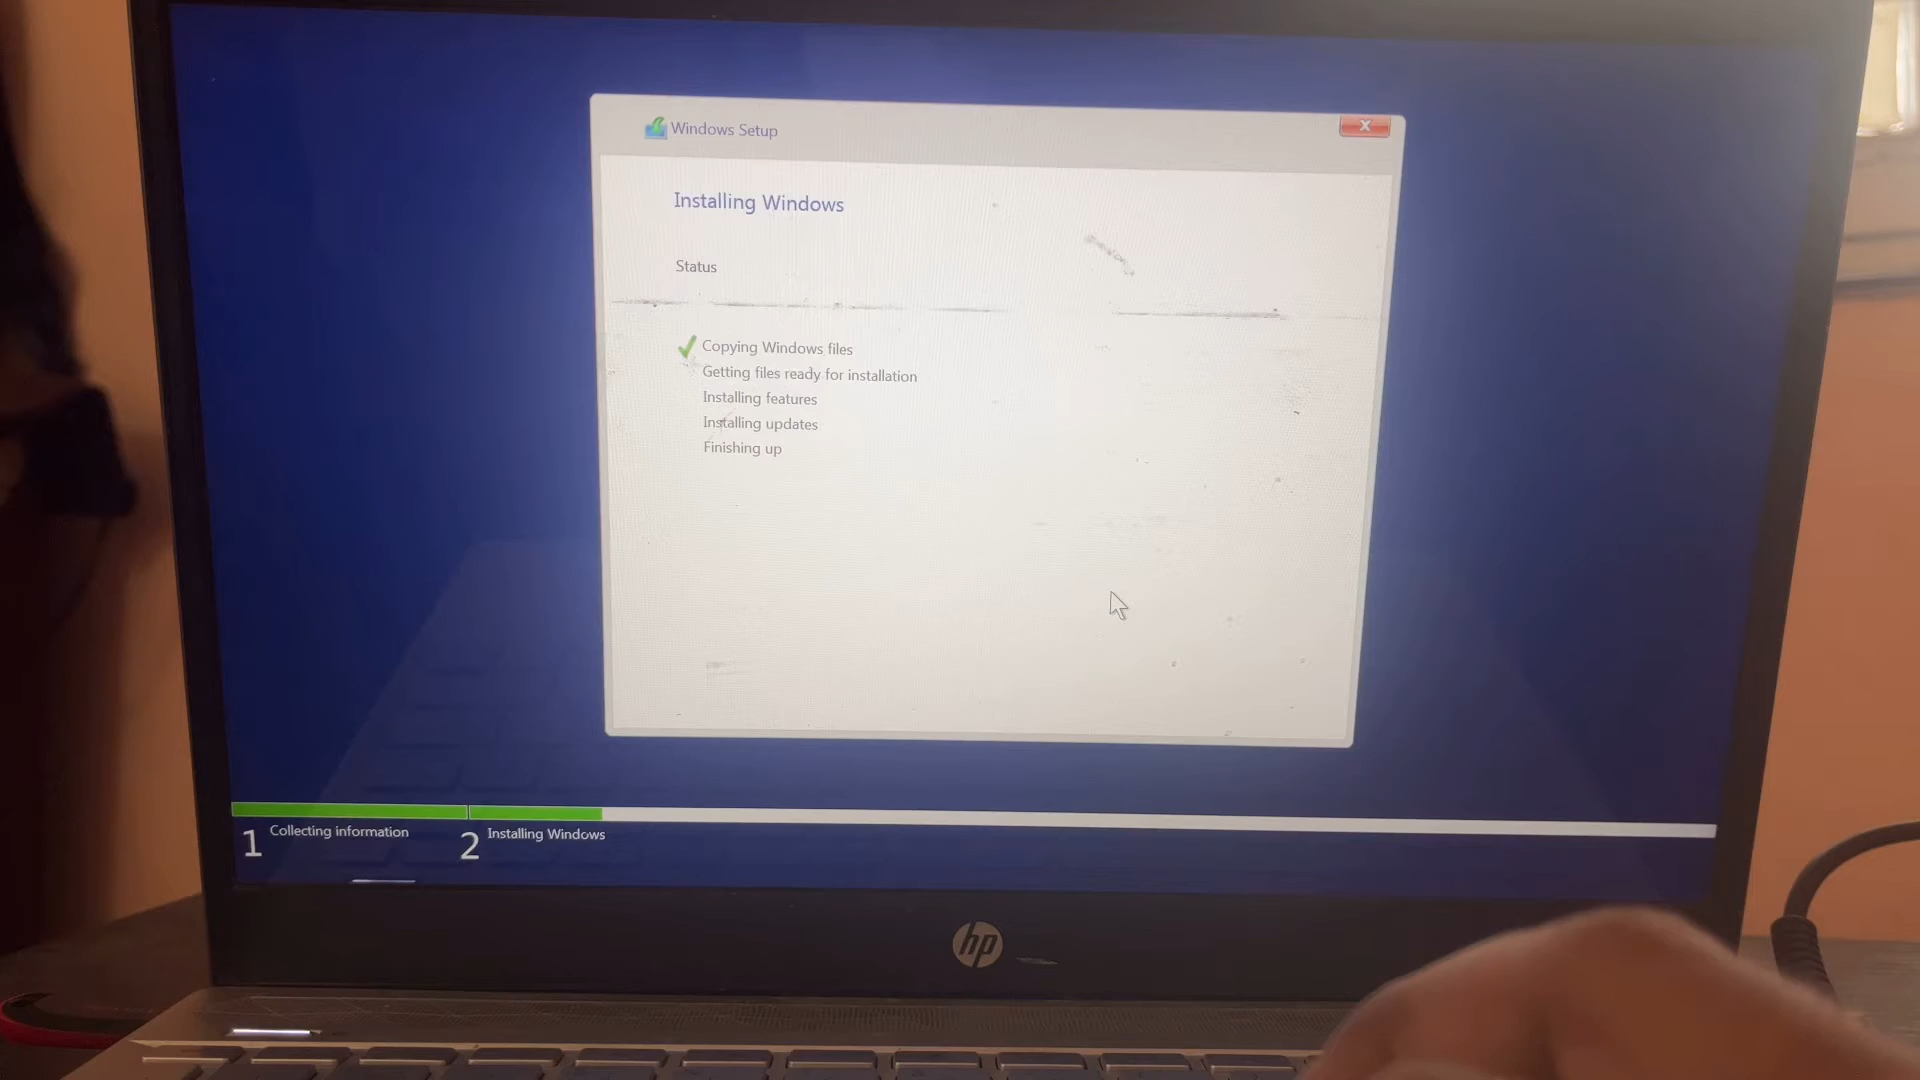 Windows Setup
X
Installing Windows
Status
Copying Windows files
Getting files ready for installation
Installing features
Installing updates
Finishing up
1 Collecting information
2 Installing Windows
hp